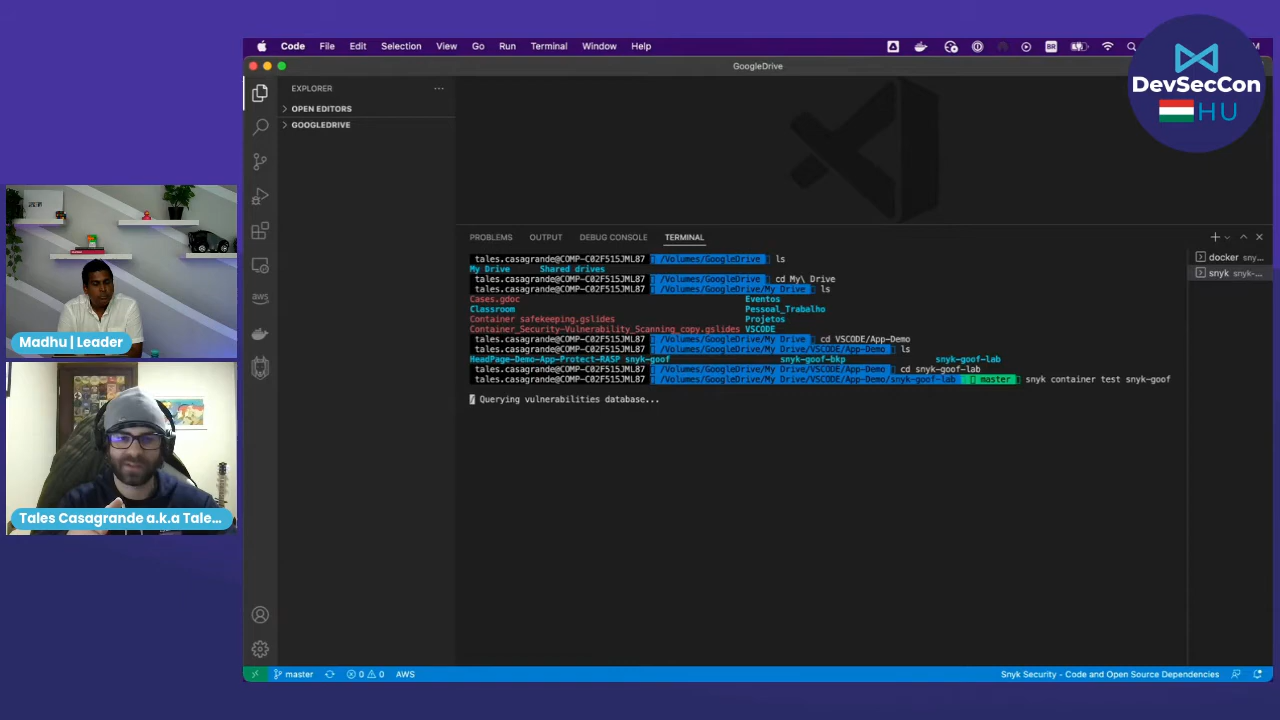 Code File Edit Selection View Go Run Terminal Window Help
BR
GoogleDrive
DevSecCon
HU
EXPLORER
OPEN EDITORS
GOOGLEDRIVE
PROBLEMS OUTPUT DEBUG CONSOLE TERMINAL
docker sny...
snyk snyk-...
tales.casagrande@COMP-C02F515JML87 /Volumes/GoogleDrive ls
My Drive Shared drives
tales.casagrande@COMP-C02F515JML87 /Volumes/GoogleDrive cd My\ Drive
tales.casagrande@COMP-C02F515JML87 /Volumes/GoogleDrive/My Drive ls
Cases.gdoc Eventos
Classroom Pessoal_Trabalho
Container safekeeping.gslides Projetos
Container_Security-Vulnerability_Scanning_copy.gslides VSCODE
tales.casagrande@COMP-C02F515JML87 /Volumes/GoogleDrive/My Drive cd VSCODE/App-Demo
tales.casagrande@COMP-C02F515JML87 /Volumes/GoogleDrive/My Drive/VSCODE/App-Demo ls
HeadPage-Demo-App-Protect-RASP snyk-goof snyk-goof-bkp snyk-goof-lab
tales.casagrande@COMP-C02F515JML87 /Volumes/GoogleDrive/My Drive/VSCODE/App-Demo cd snyk-goof-lab
tales.casagrande@COMP-C02F515JML87 /Volumes/GoogleDrive/My Drive/VSCODE/App-Demo/snyk-goof-lab master snyk container test snyk-goof
/ Querying vulnerabilities database...
aws
Madhu | Leader
Tales Casagrande a.k.a Tale...
master 0 0 AWS
Snyk Security - Code and Open Source Dependencies